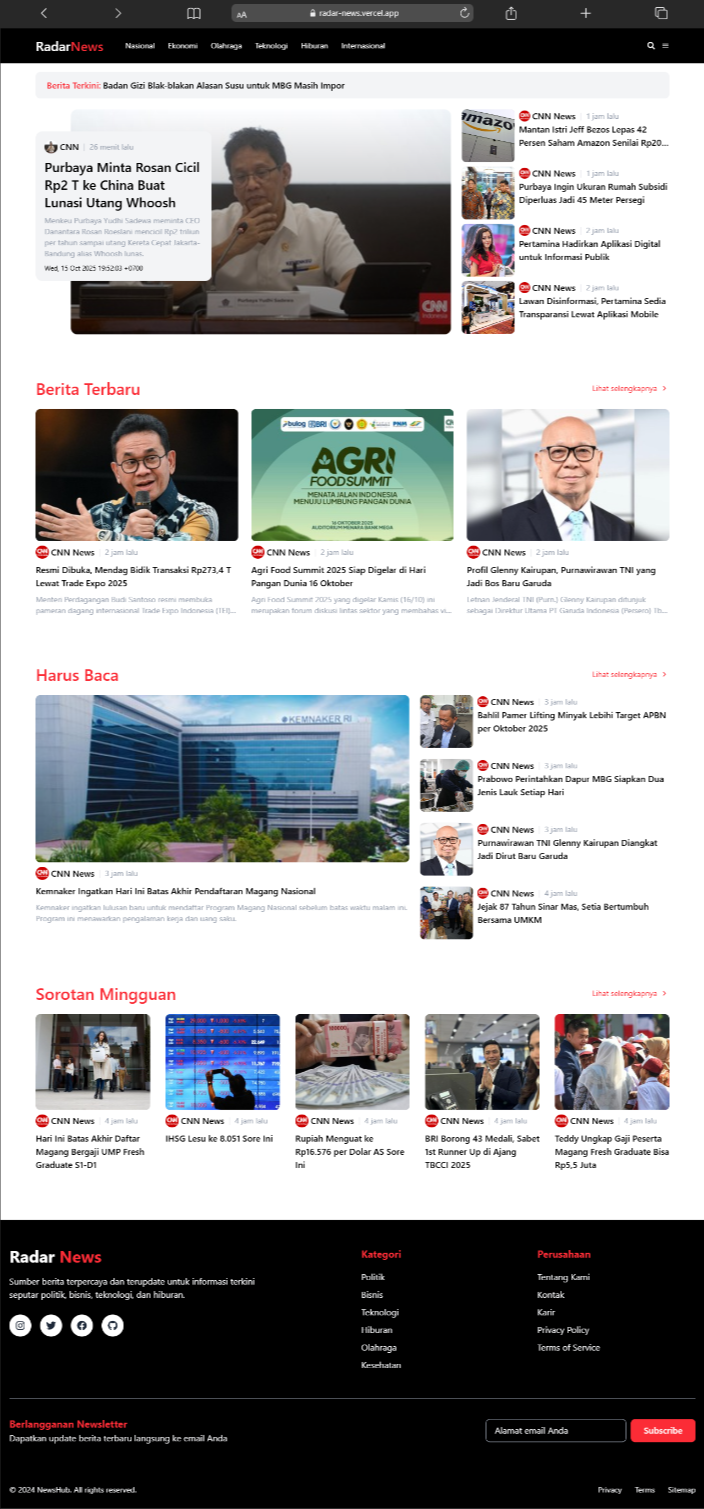 AA radar-news.vercel.app
RadarNews
Nasional Ekonomi Olahraga Teknologi Hiburan Internasional
Berita Terkini: Badan Gizi Blak-blakan Alasan Susu untuk MBG Masih Impor
CNN | 26 menit lalu
Purbaya Minta Rosan Cicil
Rp2 T ke China Buat
Lunasi Utang Whoosh
Menkeu Purbaya Yudhi Sadewa meminta CEO
Danantara Rosan Roeslani mencicil Rp2 triliun
per tahun sampai utang Kereta Cepat Jakarta-
Bandung alias Whoosh lunas.
Wed, 15 Oct 2025 19:52:03 +0700
Purbaya Yudhi Sadewa
CNN
Indonesia
amazon
CNN News | 1 jam lalu
Mantan Istri Jeff Bezos Lepas 42
Persen Saham Amazon Senilai Rp20...
CNN News | 1 jam lalu
Purbaya Ingin Ukuran Rumah Subsidi
Diperluas Jadi 45 Meter Persegi
CNN News | 2 jam lalu
Pertamina Hadirkan Aplikasi Digital
untuk Informasi Publik
CNN News | 2 jam lalu
Lawan Disinformasi, Pertamina Sedia
Transparansi Lewat Aplikasi Mobile
Berita Terbaru
Lihat selengkapnya
bulog BRI PNM
AGRI
FOOD SUMMIT
MENATA JALAN INDONESIA
MENUJU LUMBUNG PANGAN DUNIA
16 OKTOBER 2025
AUDITORIUM MENARA BANK MEGA
CNN News | 2 jam lalu
Resmi Dibuka, Mendag Bidik Transaksi Rp273,4 T
Lewat Trade Expo 2025
Menteri Perdagangan Budi Santoso resmi membuka
pameran dagang internasional Trade Expo Indonesia (TEI)...
CNN News | 2 jam lalu
Agri Food Summit 2025 Siap Digelar di Hari
Pangan Dunia 16 Oktober
Agri Food Summit 2025 yang digelar Kamis (16/10) ini
merupakan forum diskusi lintas sektor yang membahas vi...
CNN News | 2 jam lalu
Profil Glenny Kairupan, Purnawirawan TNI yang
Jadi Bos Baru Garuda
Letnan Jenderal TNI (Purn.) Glenny Kairupan ditunjuk
sebagai Direktur Utama PT Garuda Indonesia (Persero) Tb...
Harus Baca
Lihat selengkapnya
KEMNAKER RI
CNN News | 3 jam lalu
Kemnaker Ingatkan Hari Ini Batas Akhir Pendaftaran Magang Nasional
Kemnaker ingatkan lulusan baru untuk mendaftar Program Magang Nasional sebelum batas waktu malam ini.
Program ini menawarkan pengalaman kerja dan uang saku.
CNN News | 3 jam lalu
Bahlil Pamer Lifting Minyak Lebihi Target APBN
per Oktober 2025
CNN News | 3 jam lalu
Prabowo Perintahkan Dapur MBG Siapkan Dua
Jenis Lauk Setiap Hari
CNN News | 3 jam lalu
Purnawirawan TNI Glenny Kairupan Diangkat
Jadi Dirut Baru Garuda
CNN News | 4 jam lalu
Jejak 87 Tahun Sinar Mas, Setia Bertumbuh
Bersama UMKM
Sorotan Mingguan
Lihat selengkapnya
CNN News | 4 jam lalu
Hari Ini Batas Akhir Daftar
Magang Bergaji UMP Fresh
Graduate S1-D1
CNN News | 4 jam lalu
IHSG Lesu ke 8.051 Sore Ini
CNN News | 4 jam lalu
Rupiah Menguat ke
Rp16.576 per Dolar AS Sore
Ini
CNN News | 4 jam lalu
BRI Borong 43 Medali, Sabet
1st Runner Up di Ajang
TBCCI 2025
CNN News | 4 jam lalu
Teddy Ungkap Gaji Peserta
Magang Fresh Graduate Bisa
Rp5,5 Juta
Radar News
Sumber berita terpercaya dan terupdate untuk informasi terkini
seputar politik, bisnis, teknologi, dan hiburan.
Kategori
Politik
Bisnis
Teknologi
Hiburan
Olahraga
Kesehatan
Perusahaan
Tentang Kami
Kontak
Karir
Privacy Policy
Terms of Service
Berlangganan Newsletter
Dapatkan update berita terbaru langsung ke email Anda
Alamat email Anda
Subscribe
© 2024 NewsHub. All rights reserved.
Privacy Terms Sitemap